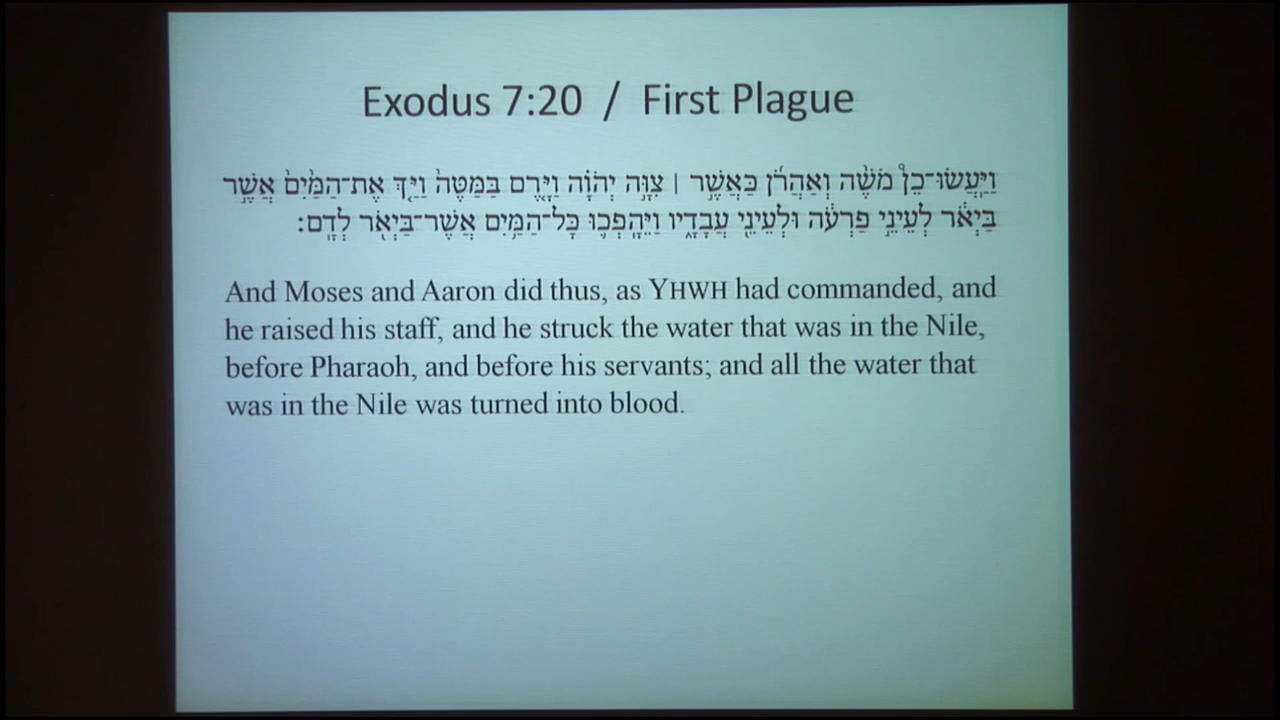 Exodus 7:20 / First Plague
וַיַּֽעֲשׂוּ־כֵן֩ מֹשֶׁ֨ה וְאַהֲרֹ֜ן כַּאֲשֶׁ֣ר ׀ צִוָּ֣ה יְהוָ֗ה וַיָּ֤רֶם בַּמַּטֶּה֙ וַיַּ֤ךְ אֶת־הַמַּ֙יִם֙ אֲשֶׁ֣ר
בַּיְאֹ֔ר לְעֵינֵ֣י פַרְעֹ֔ה וּלְעֵינֵ֖י עֲבָדָ֑יו וַיֵּהָֽפְכ֛וּ כָּל־הַמַּ֥יִם אֲשֶׁר־בַּיְאֹ֖ר לְדָֽם׃
And Moses and Aaron did thus, as YHWH had commanded, and
he raised his staff, and he struck the water that was in the Nile,
before Pharaoh, and before his servants; and all the water that
was in the Nile was turned into blood.